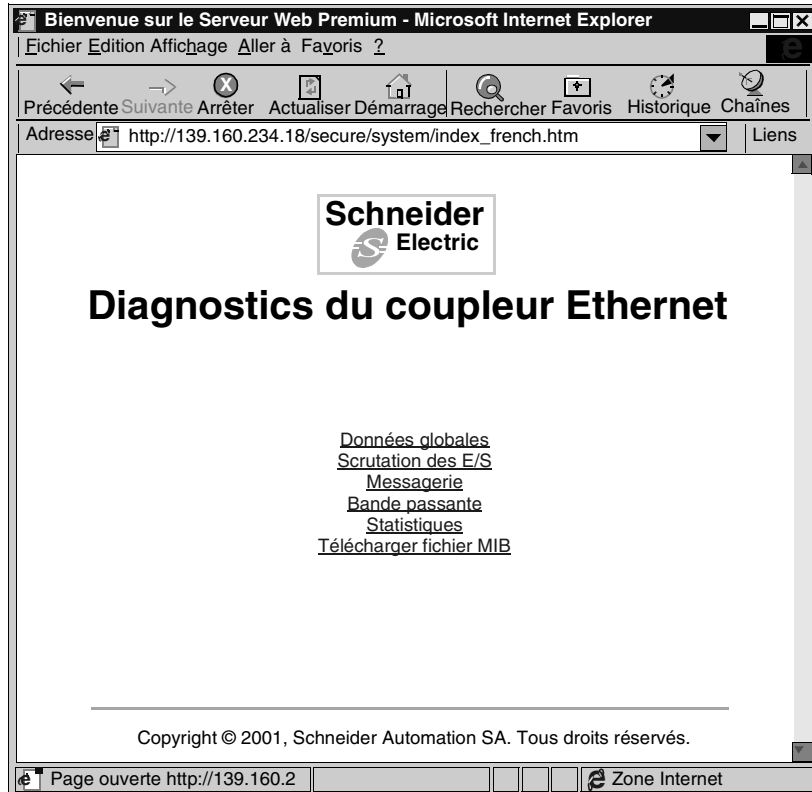 Bienvenue sur le Serveur Web Premium - Microsoft Internet Explorer
Fichier Edition Affichage Aller à Favoris ?
Précédente Suivante Arrêter Actualiser Démarrage Rechercher Favoris Historique Chaînes
Adresse http://139.160.234.18/secure/system/index_french.htm Liens
Schneider
Electric
Diagnostics du coupleur Ethernet
Données globales
Scrutation des E/S
Messagerie
Bande passante
Statistiques
Télécharger fichier MIB
Copyright © 2001, Schneider Automation SA. Tous droits réservés.
Page ouverte http://139.160.2 Zone Internet